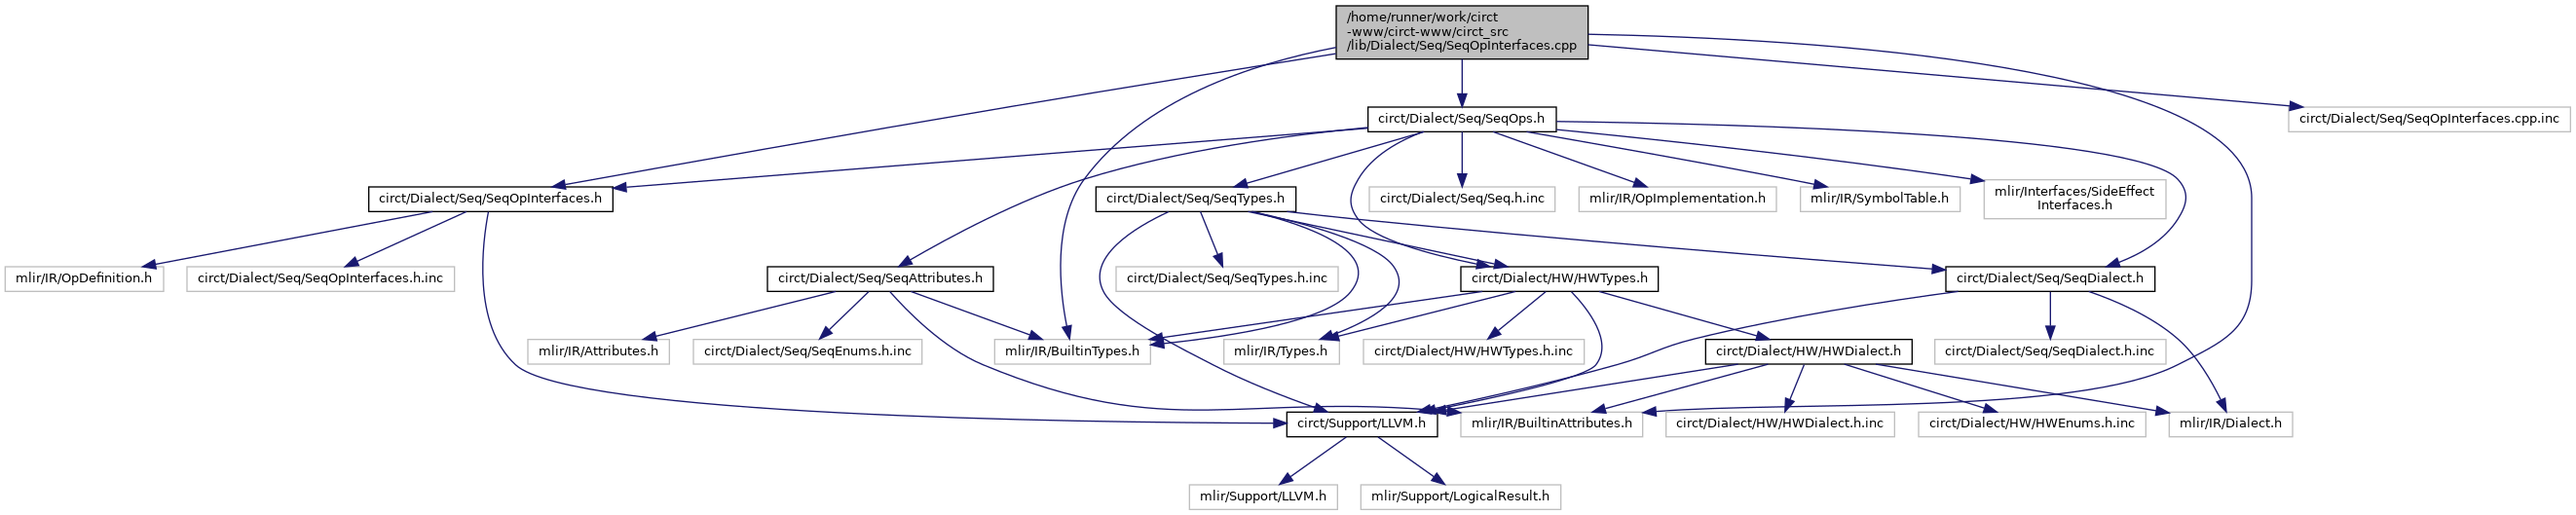 /home/runner/work/circt
-www/circt-www/circt_src
/lib/Dialect/Seq/SeqOpInterfaces.cpp
circt/Dialect/Seq/SeqOps.h
circt/Dialect/Seq/SeqOpInterfaces.cpp.inc
circt/Dialect/Seq/SeqOpInterfaces.h
circt/Dialect/Seq/SeqTypes.h
circt/Dialect/Seq/Seq.h.inc
mlir/IR/OpImplementation.h
mlir/IR/SymbolTable.h
mlir/Interfaces/SideEffect
Interfaces.h
mlir/IR/OpDefinition.h
circt/Dialect/Seq/SeqOpInterfaces.h.inc
circt/Dialect/Seq/SeqAttributes.h
circt/Dialect/Seq/SeqTypes.h.inc
circt/Dialect/HW/HWTypes.h
circt/Dialect/Seq/SeqDialect.h
mlir/IR/Attributes.h
circt/Dialect/Seq/SeqEnums.h.inc
mlir/IR/BuiltinTypes.h
mlir/IR/Types.h
circt/Dialect/HW/HWTypes.h.inc
circt/Dialect/HW/HWDialect.h
circt/Dialect/Seq/SeqDialect.h.inc
circt/Support/LLVM.h
mlir/IR/BuiltinAttributes.h
circt/Dialect/HW/HWDialect.h.inc
circt/Dialect/HW/HWEnums.h.inc
mlir/IR/Dialect.h
mlir/Support/LLVM.h
mlir/Support/LogicalResult.h